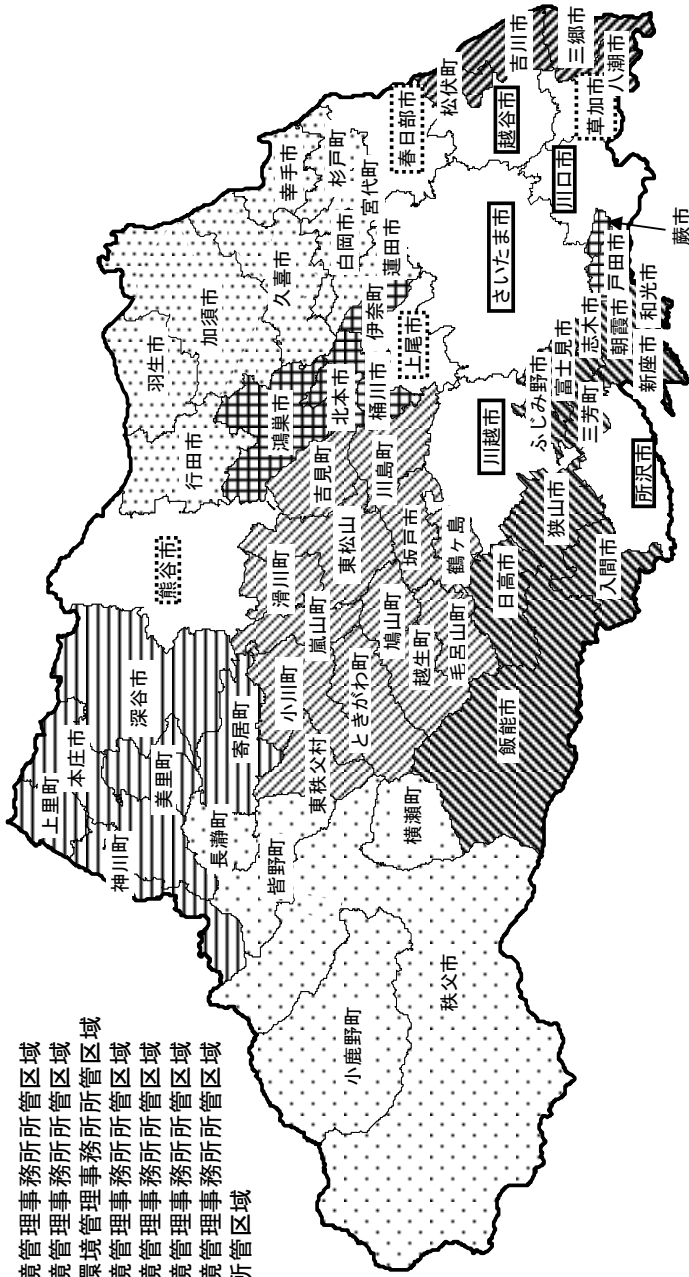 境管理事務所所管区域
境管理事務所所管区域
環境管理事務所所管区域
境管理事務所所管区域
境管理事務所所管区域
境管理事務所所管区域
境管理事務所所管区域
所管区域
上里町
本庄市
神川町
美里町
深谷市
寄居町
長瀞町
皆野町
小鹿野町
秩父市
横瀬町
東秩父村
小川町
ときがわ町
嵐山町
滑川町
東松山
吉見町
川島町
鳩山町
越生町
毛呂山町
坂戸市
鶴ヶ島
日高市
飯能市
狭山市
入間市
所沢市
川越市
熊谷市
行田市
羽生市
加須市
鴻巣市
北本市
桶川市
伊奈町
上尾市
久喜市
幸手市
杉戸町
白岡市
宮代町
蓮田市
春日部市
松伏町
吉川市
三郷市
越谷市
草加市
八潮市
川口市
さいたま市
蕨市
戸田市
ふじみ野市
富士見市
三芳町
志木市
朝霞市
新座市
和光市